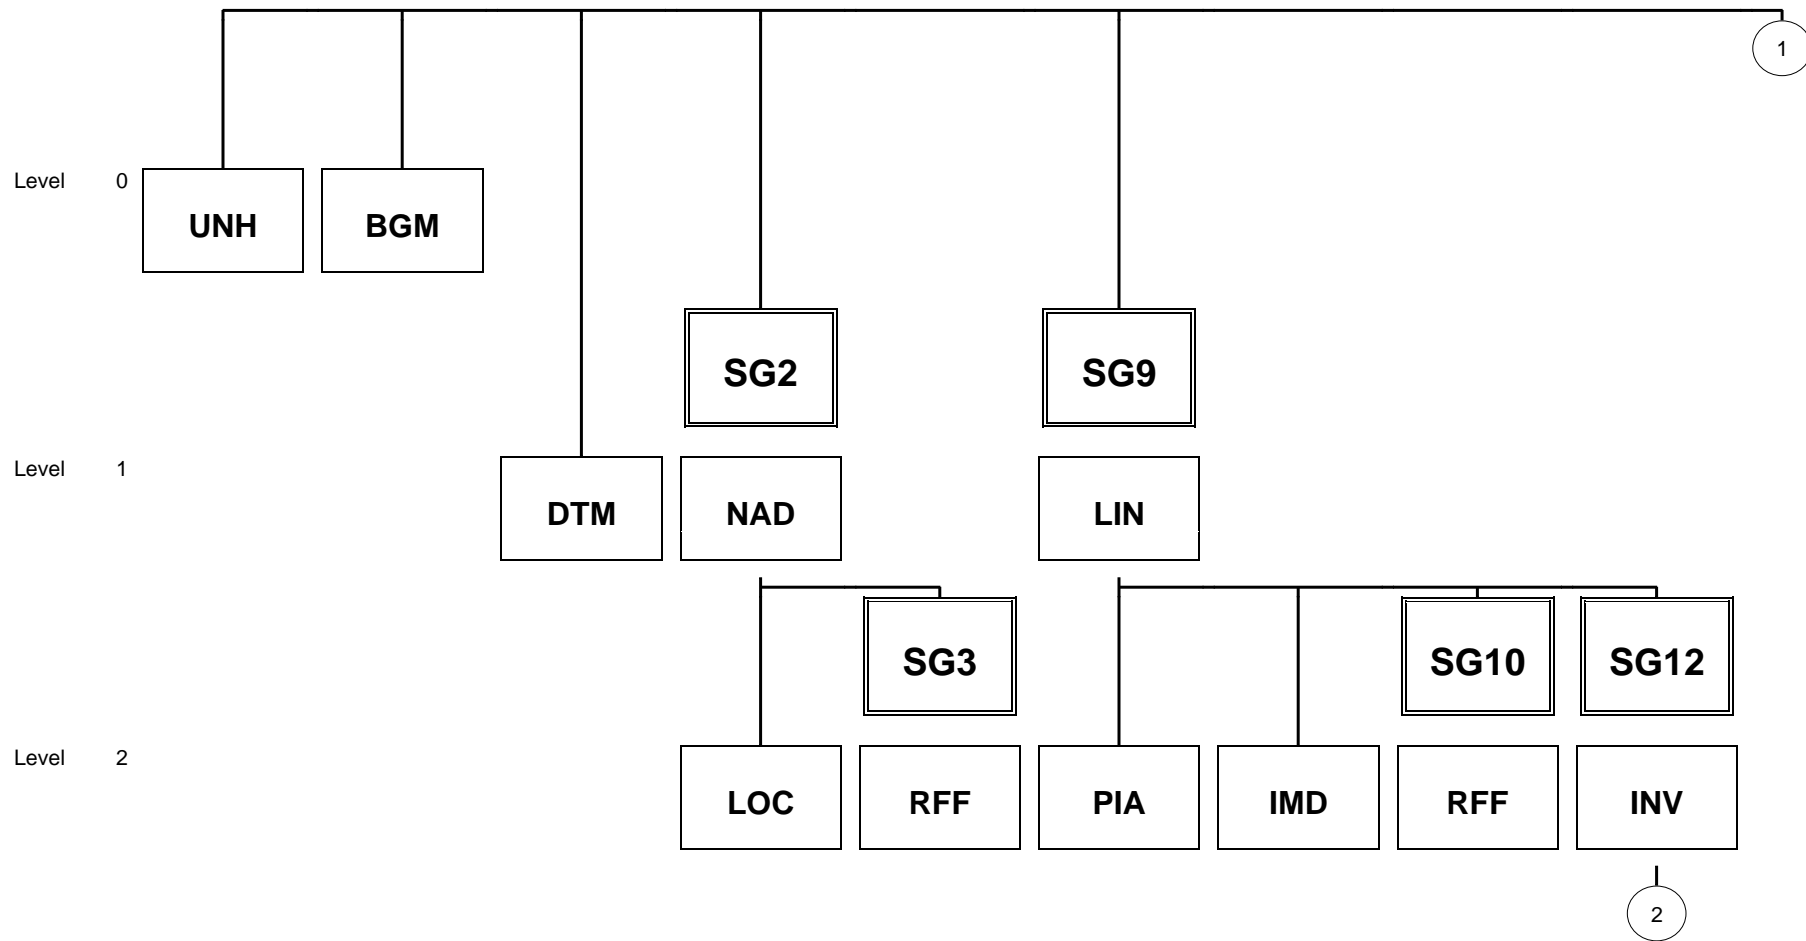 1
Level 0
UNH BGM
SG2 SG9
Level 1
DTM NAD LIN
SG3 SG10 SG12
Level 2
LOC RFF PIA IMD RFF INV
2